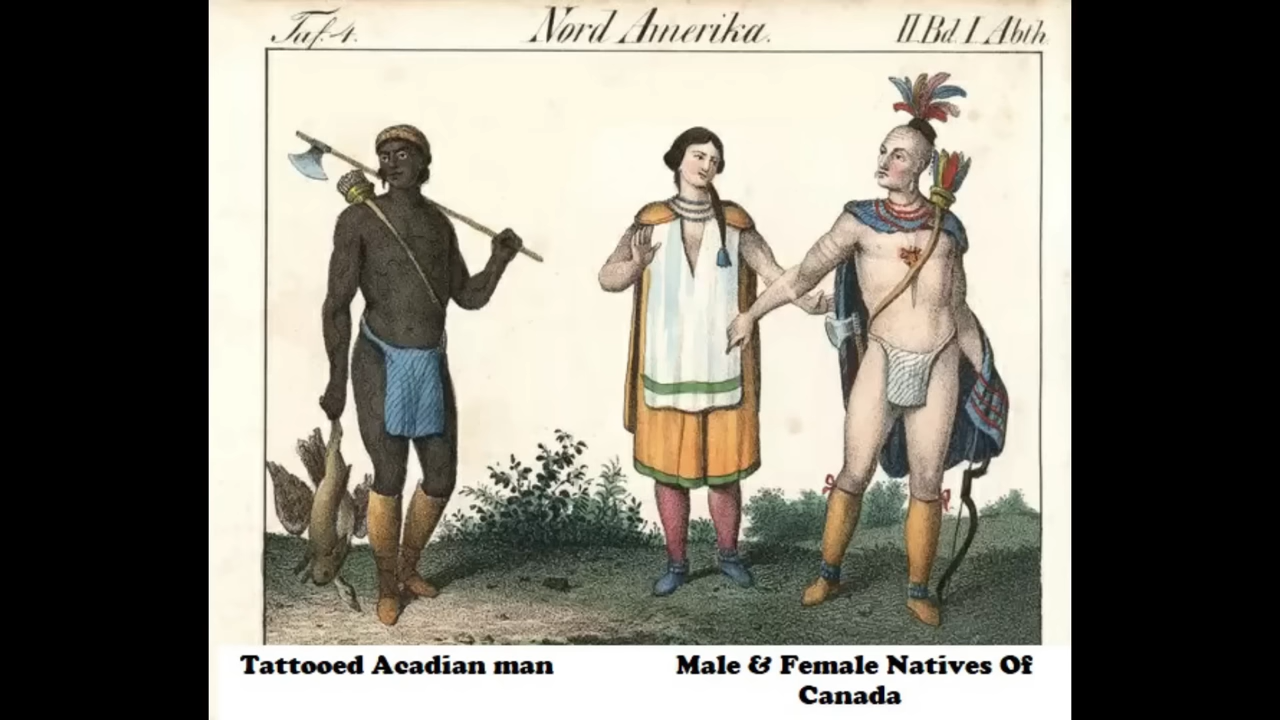 Taf. 4. Nord Amerika. II. Bd. I. Abth.
Tattooed Acadian man
Male & Female Natives Of
Canada